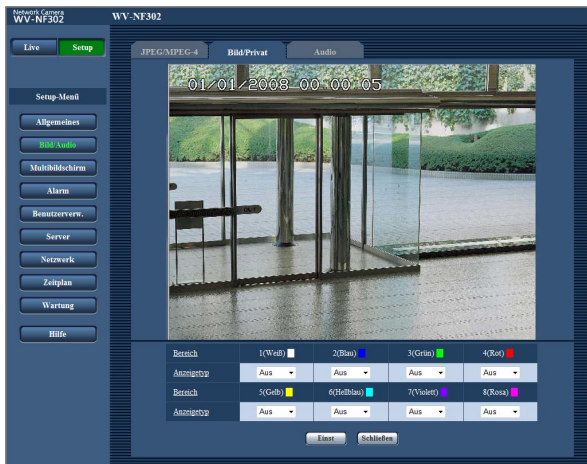 Network Camera
WV-NF302
WV-NF302
Live
Setup
Setup-Menü
Allgemeines
Bild/Audio
Multibildschirm
Alarm
Benutzerverw.
Server
Netzwerk
Zeitplan
Wartung
Hilfe
JPEG/MPEG-4
Bild/Privat
Audio
01/01/2008 00 00 05
Bereich 1(Weiß) 2(Blau) 3(Grün) 4(Rot)
Anzeigetyp Aus Aus Aus Aus
Bereich 5(Gelb) 6(Hellblau) 7(Violett) 8(Rosa)
Anzeigetyp Aus Aus Aus Aus
Einst Schließen